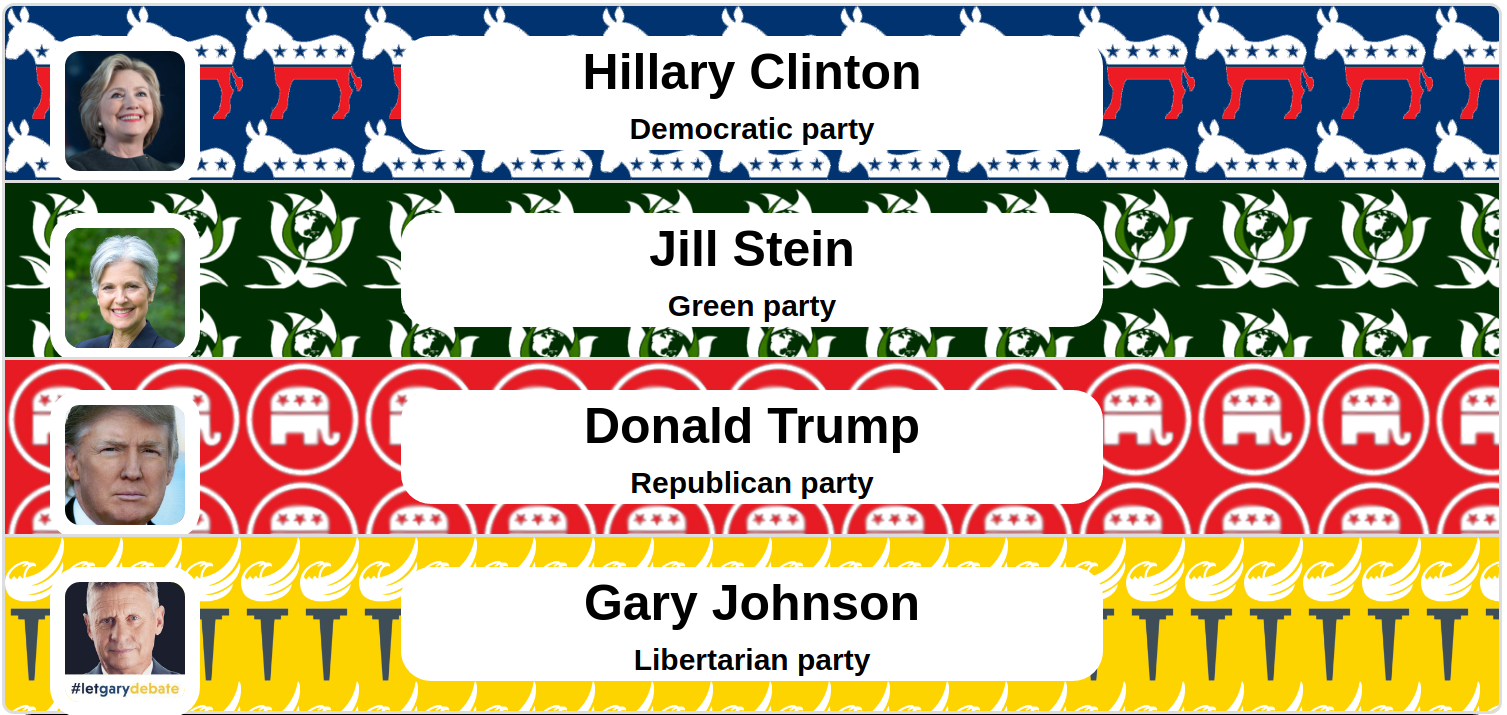 Hillary Clinton
Democratic party
Jill Stein
Green party
Donald Trump
Republican party
Gary Johnson
Libertarian party
#letgarydebate